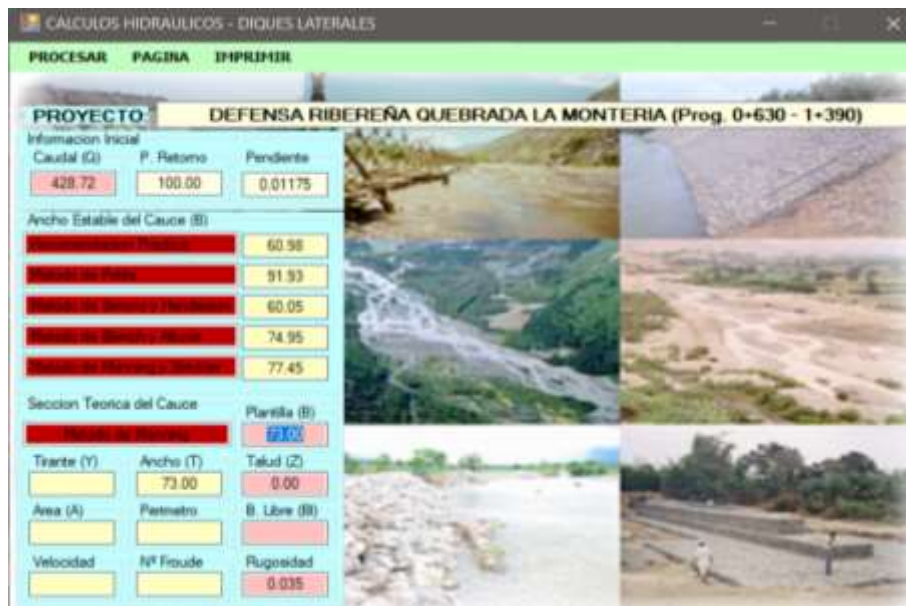 CALCULOS HIDRAULICOS - DIQUES LATERALES
PROCESAR PAGINA IMPRIMIR
PROYECTO DEFENSA RIBEREÑA QUEBRADA LA MONTERIA (Prog. 0+630 - 1+390)
Informacion Inicial
Caudal (Q) P. Retorno Pendiente
428.72 100.00 0.01175
Ancho Estable del Cauce (B)
60.98
91.93
60.05
74.95
77.45
Seccion Teorica del Cauce
Plantilla (B)
Metodo de Manning 73.00
Tirante (Y) Ancho (T) Talud (Z)
73.00 0.00
Area (A) Perimetro B. Libre (Bl)
Velocidad Nº Froude Rugosidad
0.035